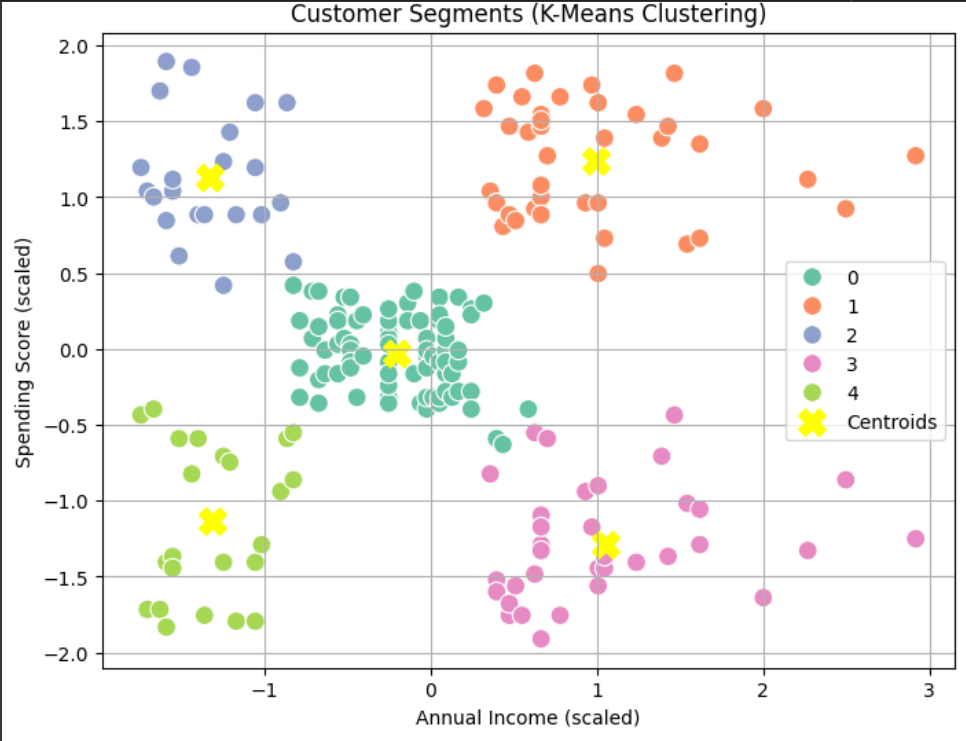 Customer Segments (K-Means Clustering)
2.0
1.5
1.0
0.5
0.0
−0.5
−1.0
−1.5
−2.0
Spending Score (scaled)
0
1
2
3
4
Centroids
−1 0 1 2 3
Annual Income (scaled)